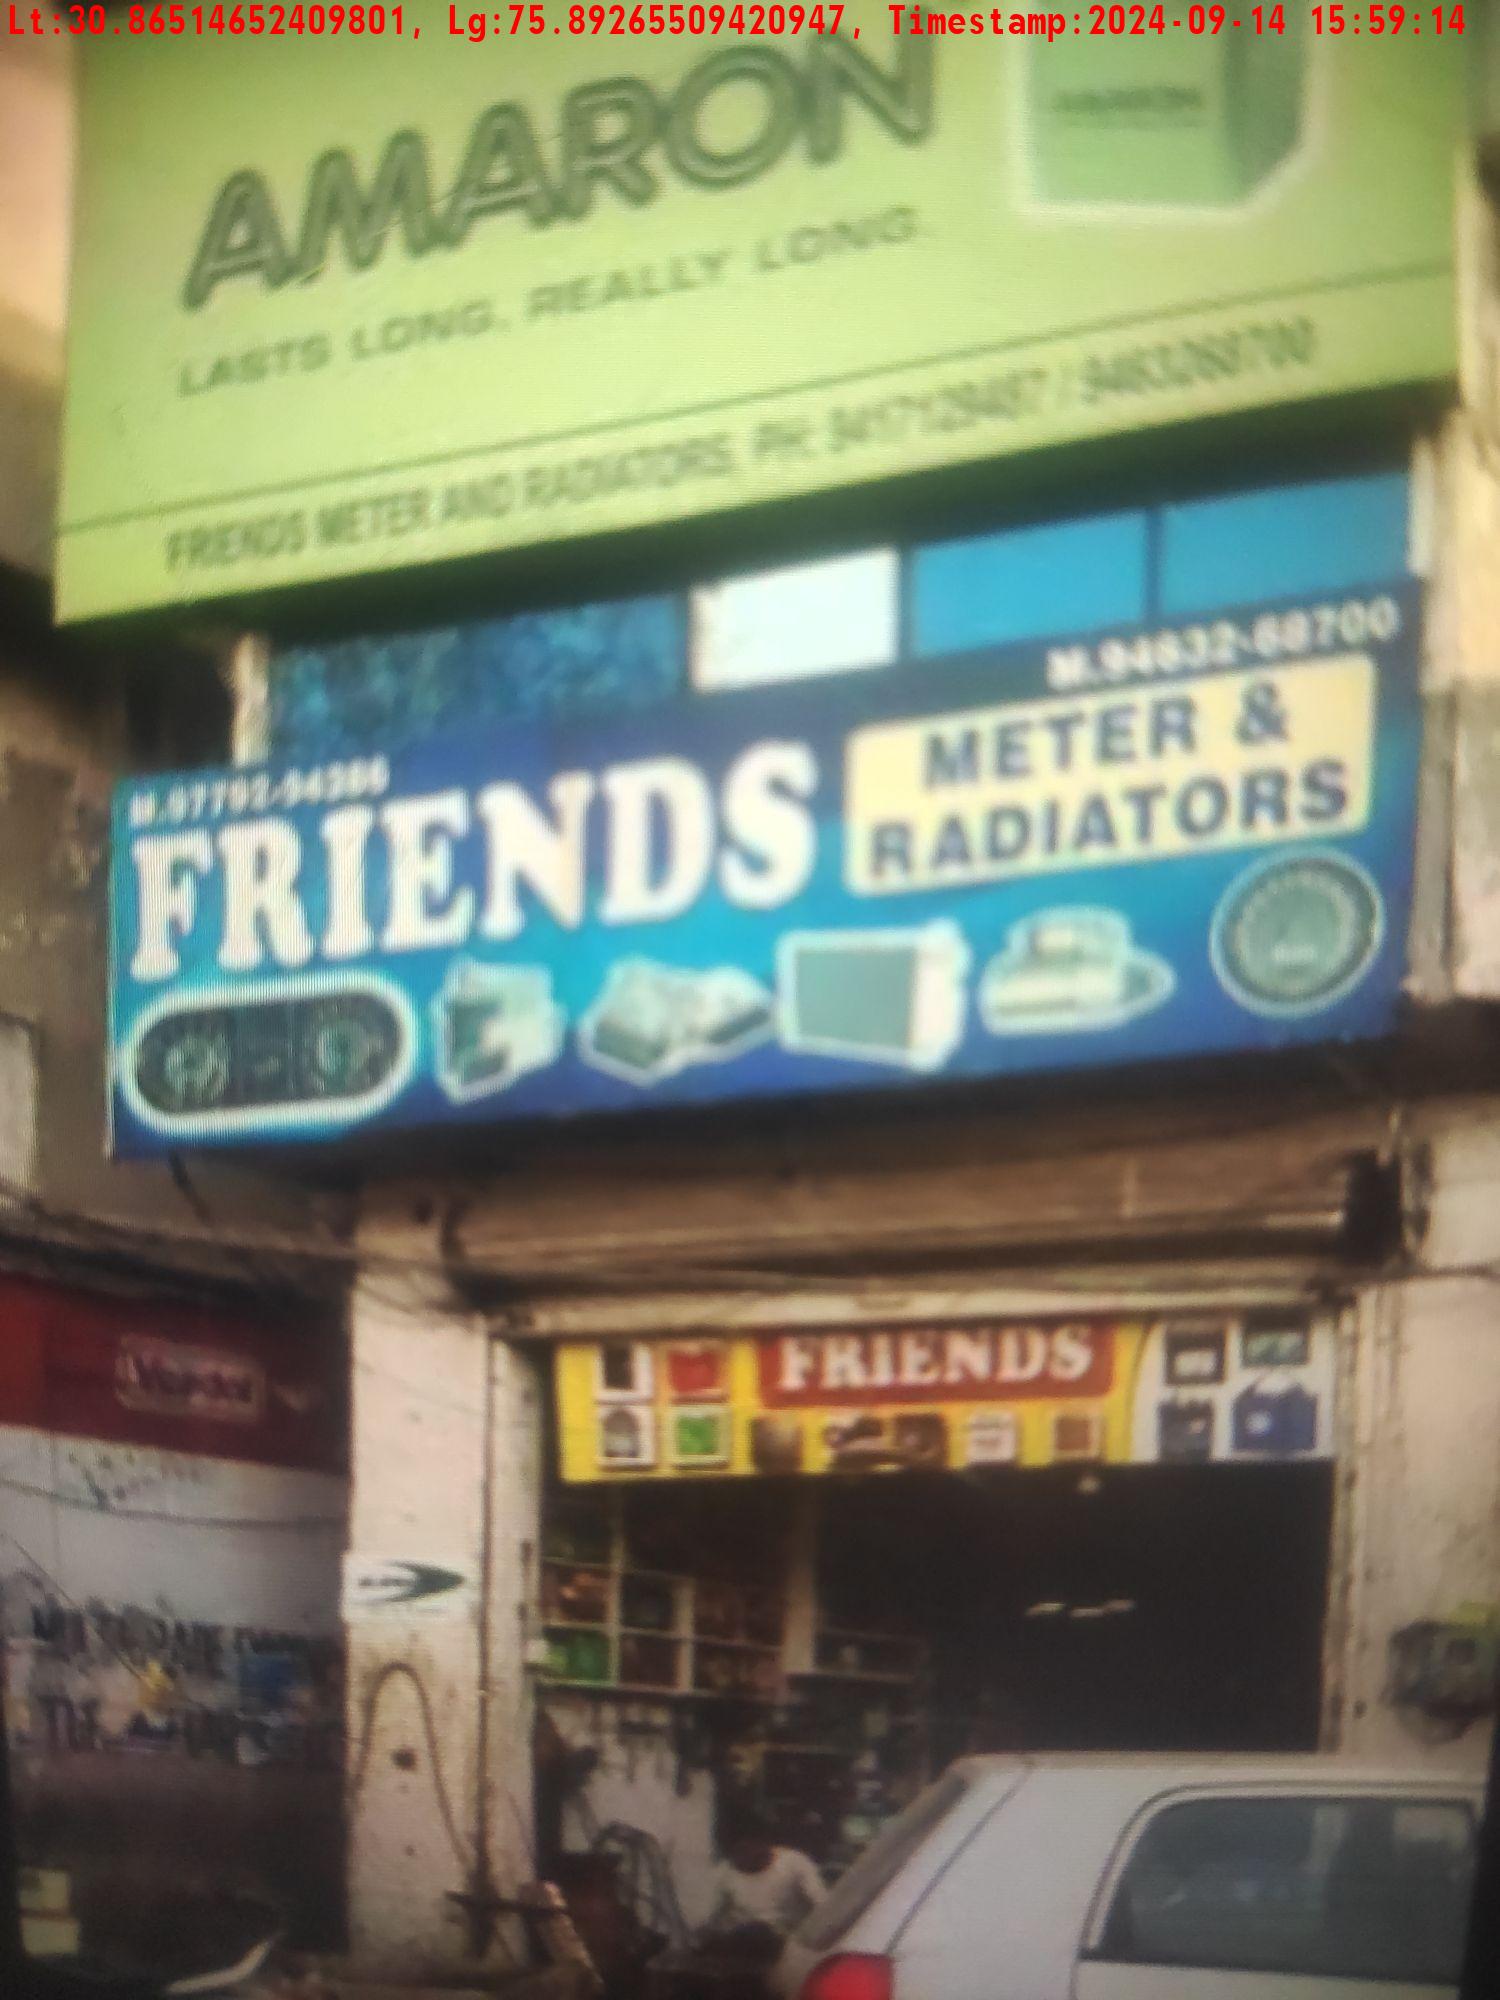 Lt:30.86514652409801, Lg:75.89265509420947, Timestamp:2024-09-14 15:59:14
AMARON
LASTS LONG. REALLY LONG.
FRIENDS METER AND RADIATORS. PH:
M.94632-68700
METER &
RADIATORS
FRIENDS
FRIENDS